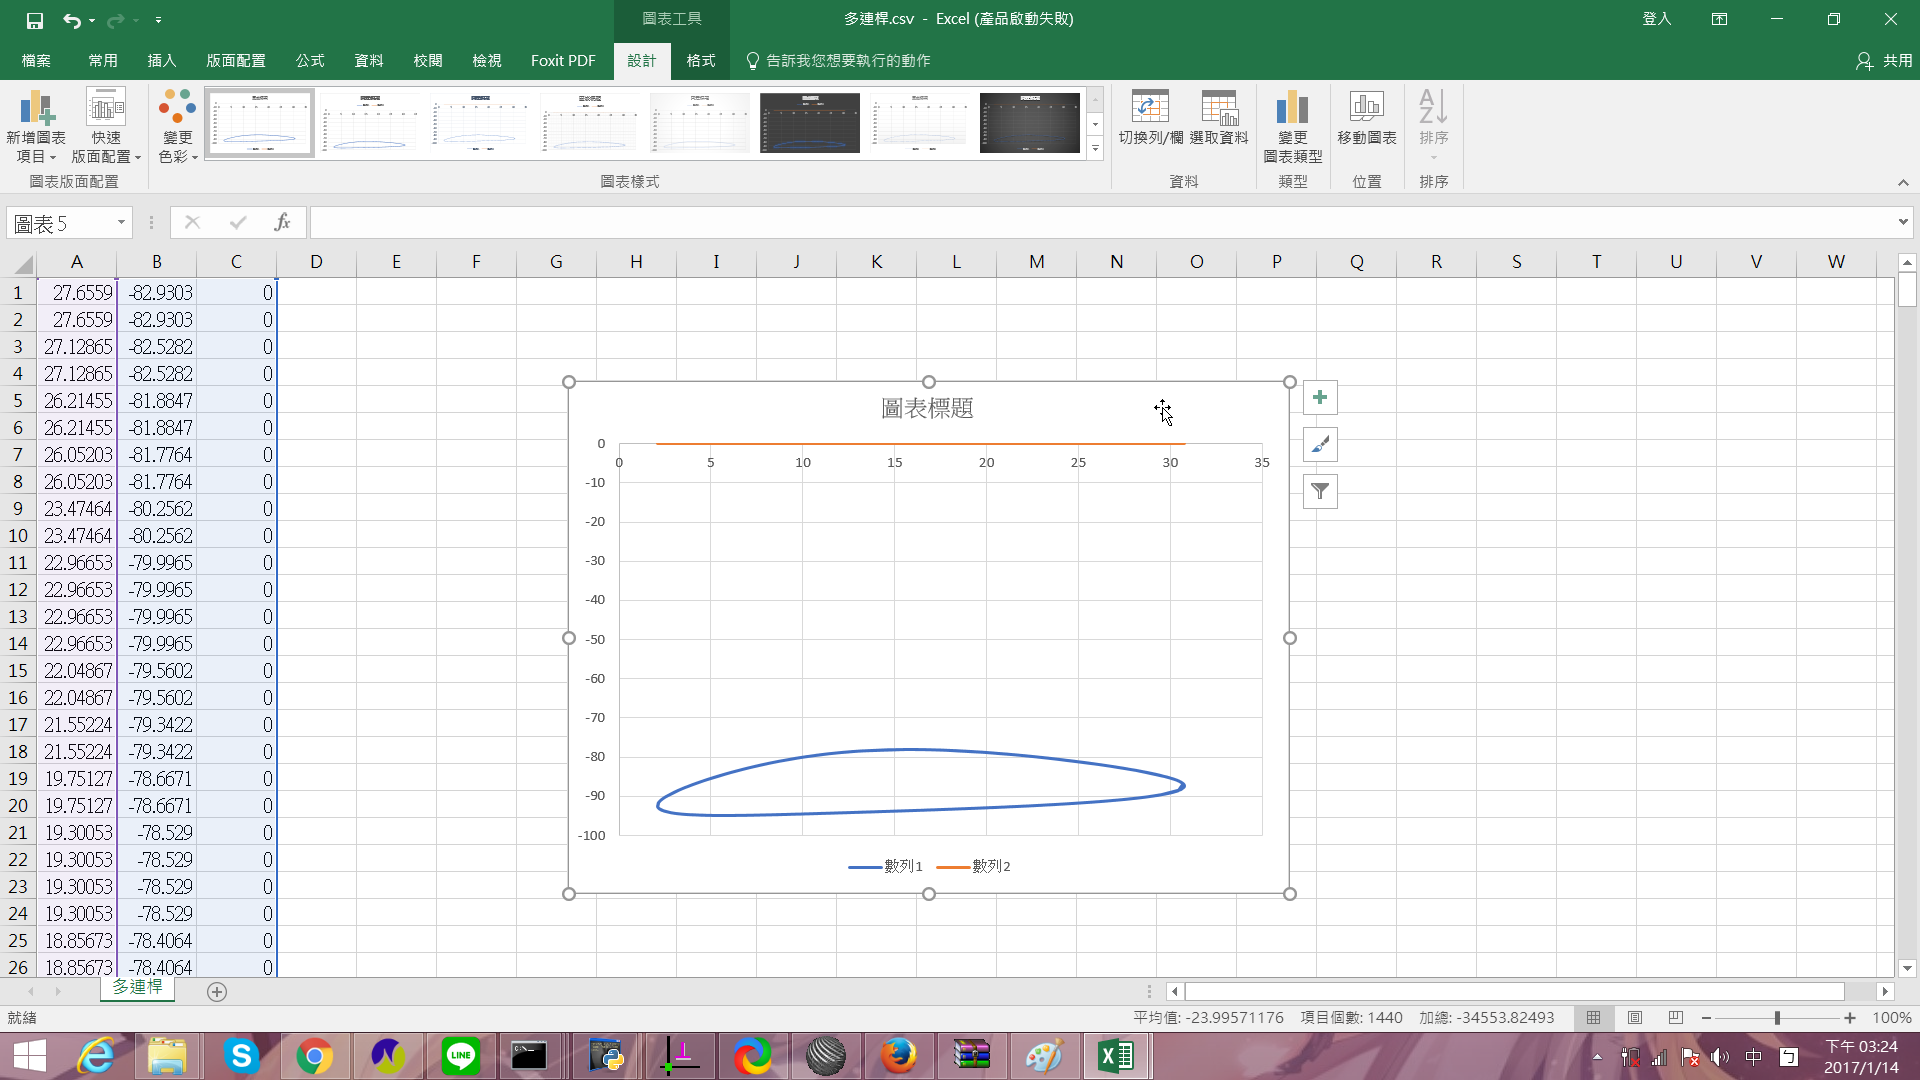 圖表工具
多連桿.csv - Excel (產品啟動失敗)
登入
檔案 常用 插入 版面配置 公式 資料 校閱 檢視 Foxit PDF 設計 格式 告訴我您想要執行的動作 共用
新增圖表項目
快速版面配置
變更色彩
切換列/欄
選取資料
變更圖表類型
移動圖表
排序
圖表版面配置 圖表樣式 資料 類型 位置 排序
圖表 5
fx
A B C D E F G H I J K L M N O P Q R S T U V W
1 27.6559 -82.9303 0
2 27.6559 -82.9303 0
3 27.12865 -82.5282 0
4 27.12865 -82.5282 0
5 26.21455 -81.8847 0
6 26.21455 -81.8847 0
7 26.05203 -81.7764 0
8 26.05203 -81.7764 0
9 23.47464 -80.2562 0
10 23.47464 -80.2562 0
11 22.96653 -79.9965 0
12 22.96653 -79.9965 0
13 22.96653 -79.9965 0
14 22.96653 -79.9965 0
15 22.04867 -79.5602 0
16 22.04867 -79.5602 0
17 21.55224 -79.3422 0
18 21.55224 -79.3422 0
19 19.75127 -78.6671 0
20 19.75127 -78.6671 0
21 19.30053 -78.529 0
22 19.30053 -78.529 0
23 19.30053 -78.529 0
24 19.30053 -78.529 0
25 18.85673 -78.4064 0
26 18.85673 -78.4064 0
圖表標題
0
0 5 10 15 20 25 30 35
-10
-20
-30
-40
-50
-60
-70
-80
-90
-100
數列1 數列2
多連桿
就緒
平均值: -23.99571176 項目個數: 1440 加總: -34553.82493
100%
LINE
中
下午 03:24
2017/1/14